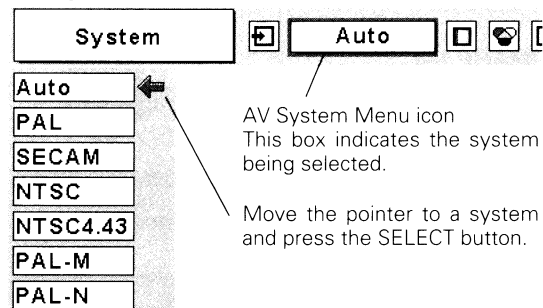 System
Auto
Auto
PAL
SECAM
NTSC
NTSC4.43
PAL-M
PAL-N
AV System Menu icon
This box indicates the system
being selected.
Move the pointer to a system
and press the SELECT button.